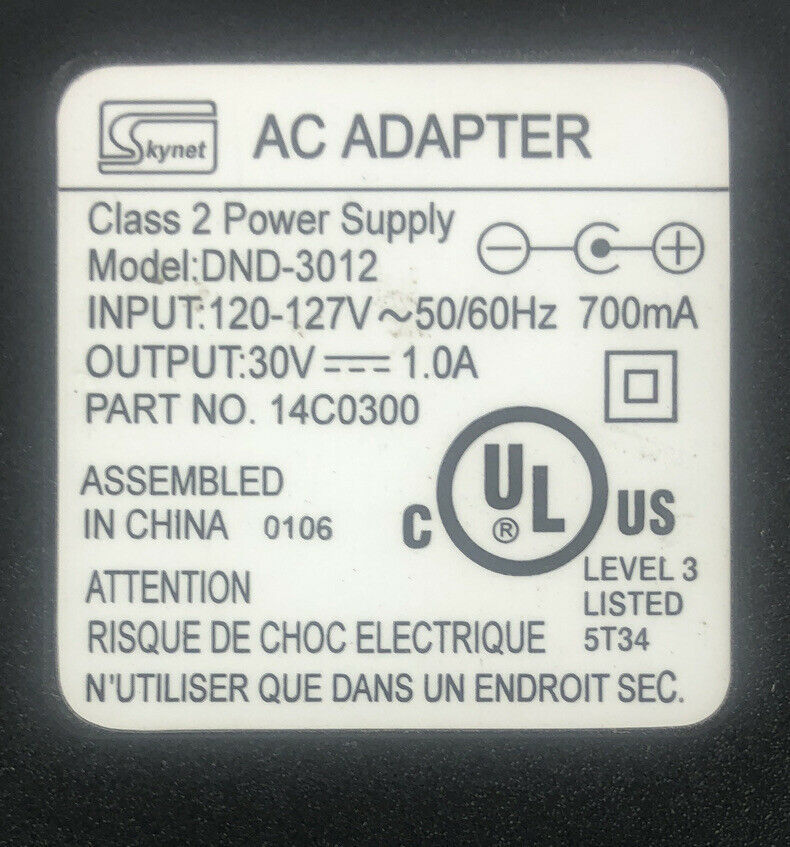 Skynet AC ADAPTER
Class 2 Power Supply
Model:DND-3012
INPUT:120-127V~50/60Hz 700mA
OUTPUT:30V⎓1.0A
PART NO. 14C0300
ASSEMBLED
IN CHINA 0106
C UL® US
LEVEL 3
LISTED
5T34
ATTENTION
RISQUE DE CHOC ELECTRIQUE
N'UTILISER QUE DANS UN ENDROIT SEC.